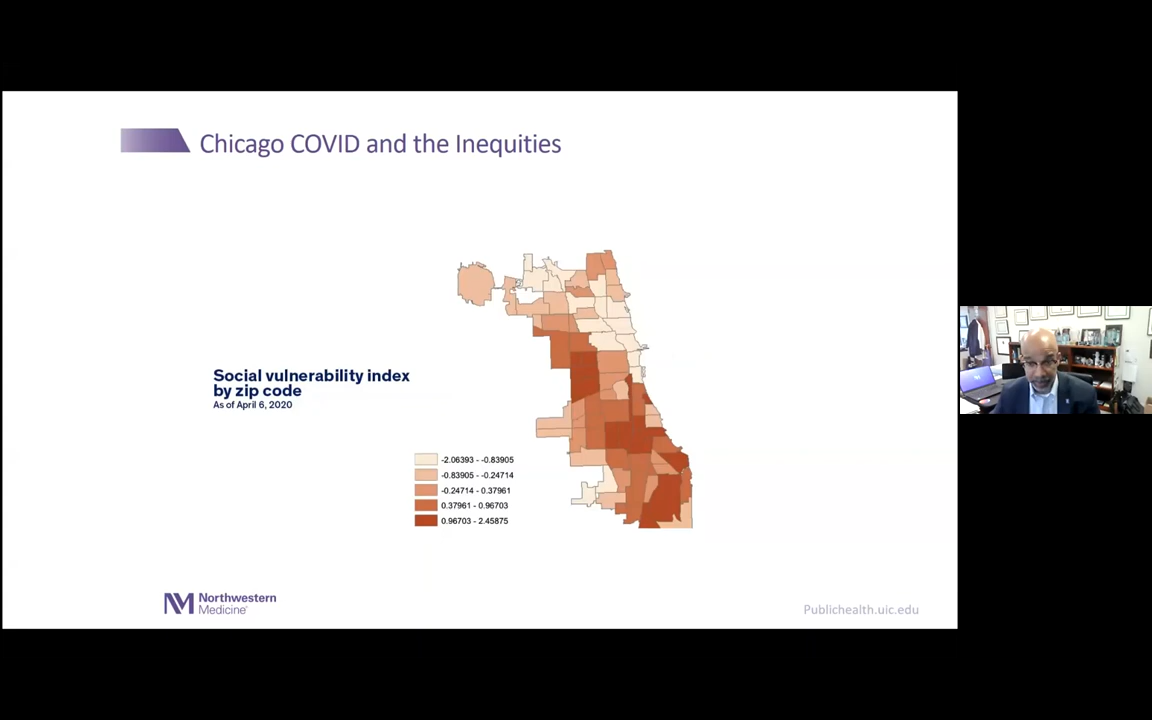 Chicago COVID and the Inequities
Social vulnerability index
by zip code
As of April 6, 2020
-2.06393 - -0.83905
-0.83905 - -0.24714
-0.24714 - 0.37961
0.37961 - 0.96703
0.96703 - 2.45875
Northwestern
Medicine®
Publichealth.uic.edu